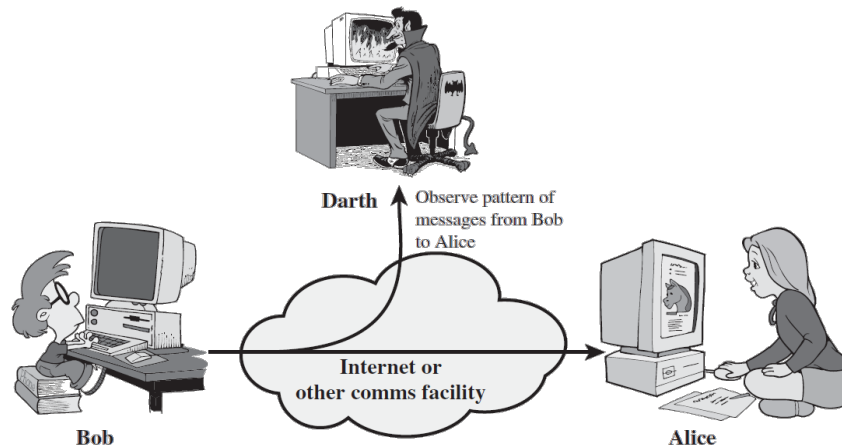 Darth
Observe pattern of
messages from Bob
to Alice
Internet or
other comms facility
Bob
Alice